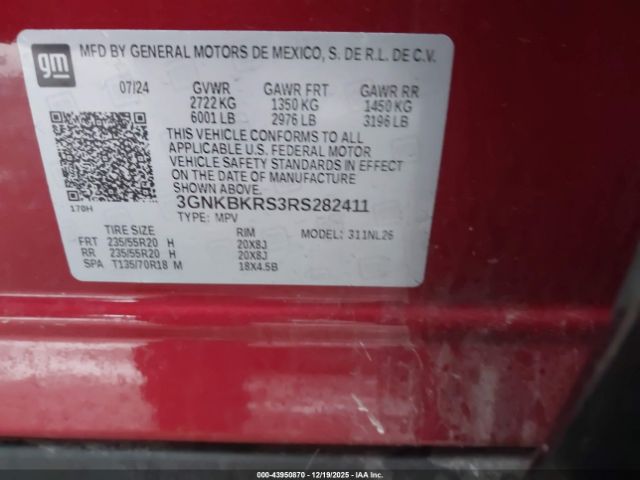 gm
MFD BY GENERAL MOTORS DE MEXICO, S. DE R.L. DE C.V.
07/24 GVWR GAWR FRT GAWR RR
2722 KG 1350 KG 1450 KG
6001 LB 2976 LB 3196 LB
THIS VEHICLE CONFORMS TO ALL
APPLICABLE U.S. FEDERAL MOTOR
VEHICLE SAFETY STANDARDS IN EFFECT
ON THE DATE OF MANUFACTURE
SHOWN ABOVE.
170H
3GNKBKRS3RS282411
TYPE: MPV
MODEL: 311NL26
TIRE SIZE RIM
FRT 235/55R20 H 20X8J
RR 235/55R20 H 20X8J
SPA T135/70R18 M 18X4.5B
000-43950870 - 12/19/2025 - IAA Inc.